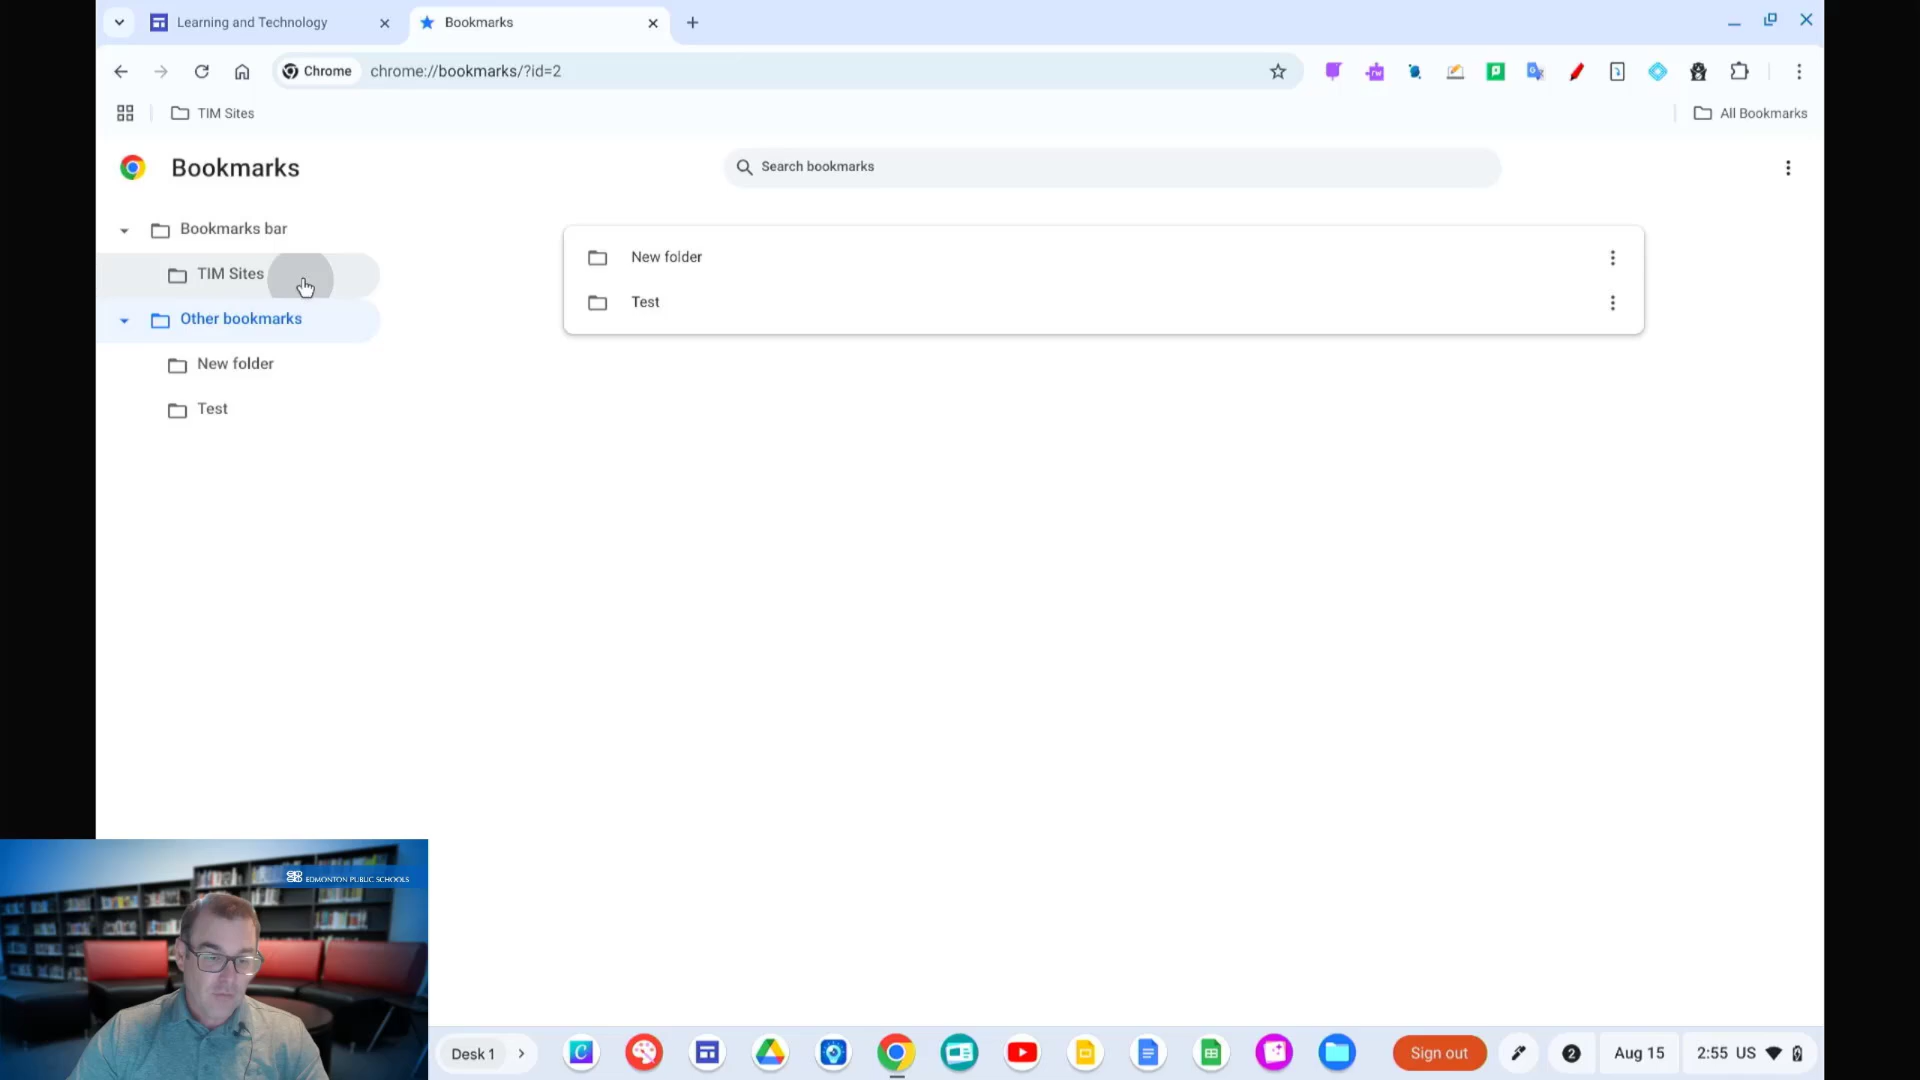 Learning and Technology
Bookmarks
Chrome
chrome://bookmarks/?id=2
TIM Sites
All Bookmarks
Bookmarks
Search bookmarks
Bookmarks bar
TIM Sites
Other bookmarks
New folder
Test
New folder
Test
EDMONTON PUBLIC SCHOOLS
Desk 1
Sign out
2
Aug 15
2:55 US